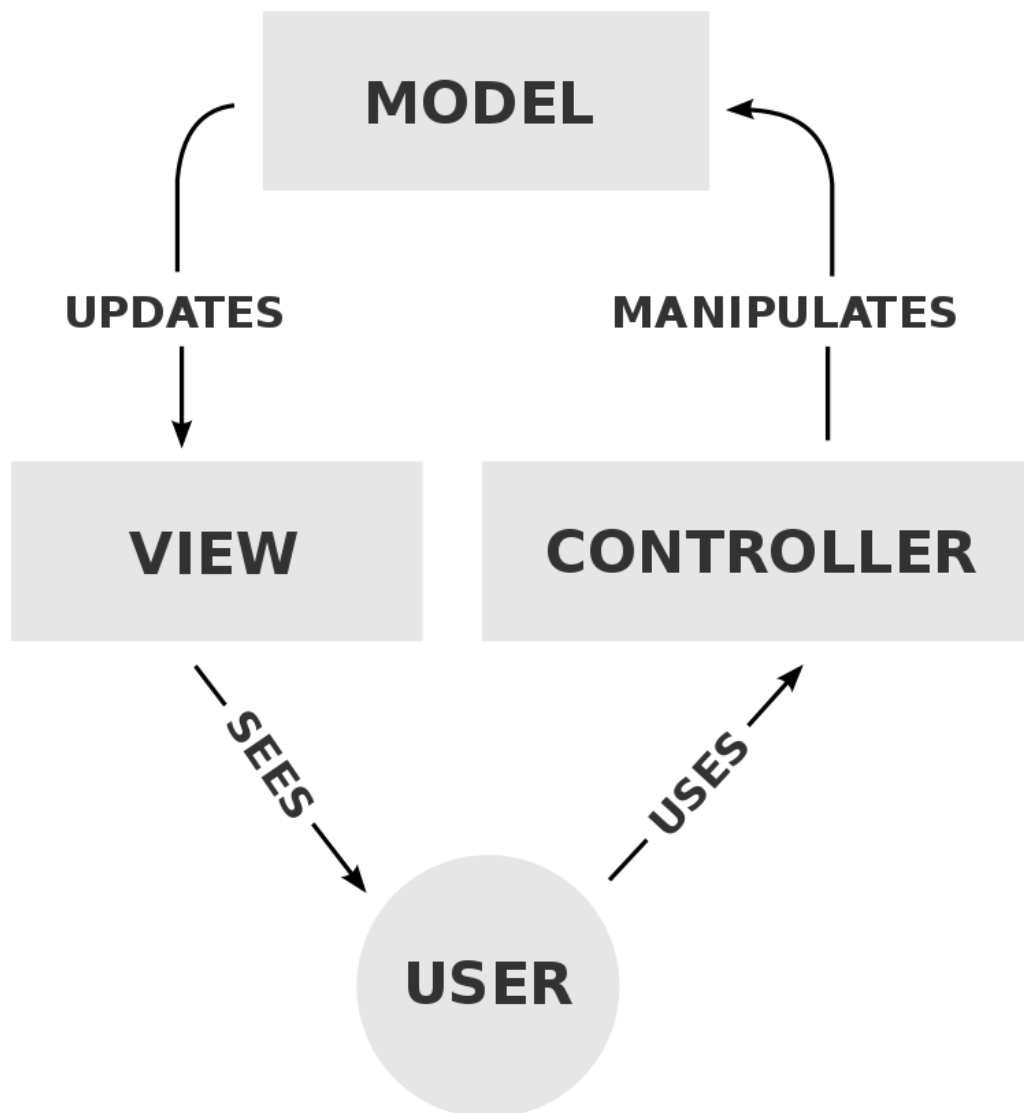 MODEL
UPDATES
MANIPULATES
VIEW
CONTROLLER
SEES
USES
USER